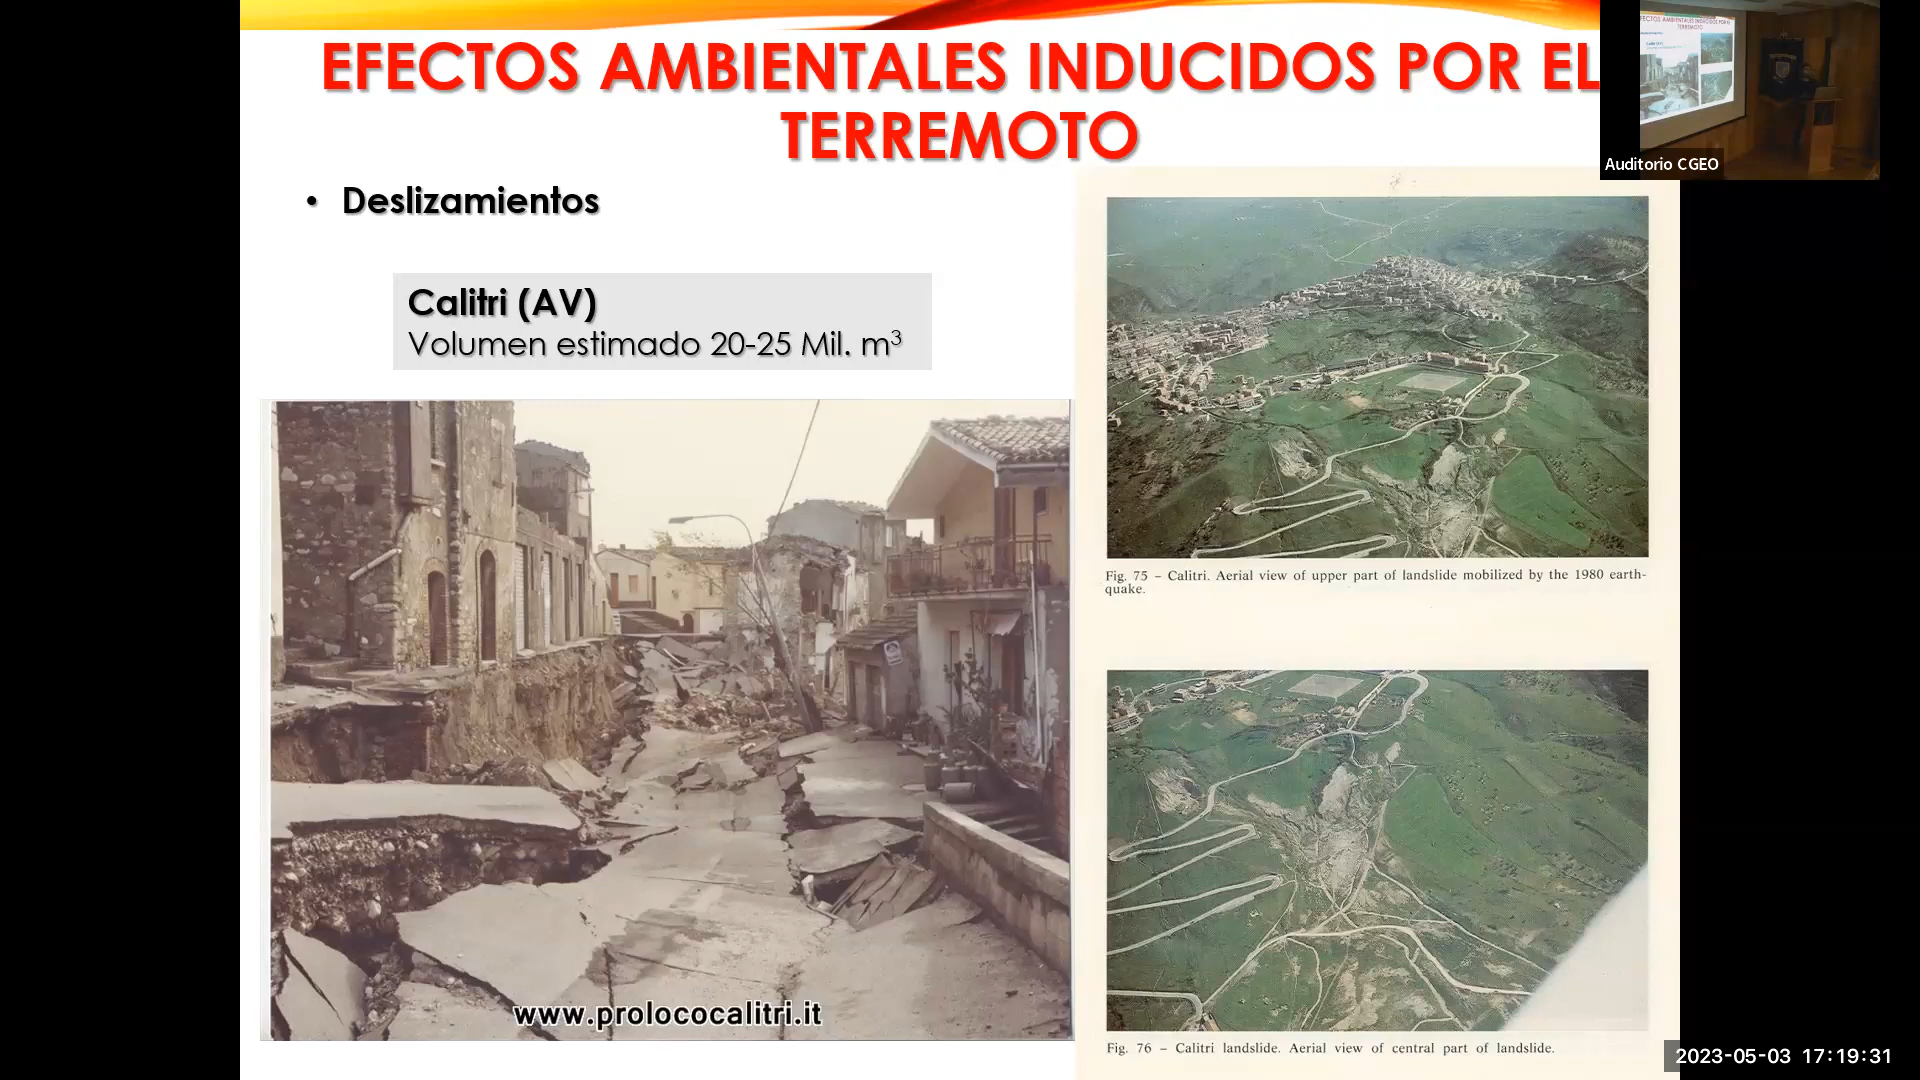 EFECTOS AMBIENTALES INDUCIDOS POR EL
TERREMOTO
• Deslizamientos
Calitri (AV)
Volumen estimado 20-25 Mil. m³
www.prolococalitri.it
Fig. 75 – Calitri. Aerial view of upper part of landslide mobilized by the 1980 earth-
quake.
Fig. 76 – Calitri landslide. Aerial view of central part of landslide.
Auditorio CGEO
2023-05-03 17:19:31